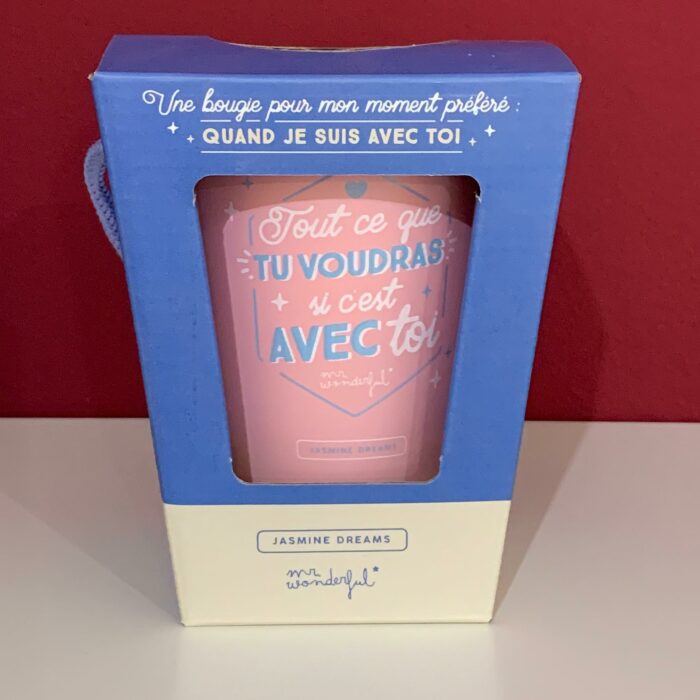 Une bougie pour mon moment préféré :
QUAND JE SUIS AVEC TOI
Tout ce que
TU VOUDRAS
si c'est
AVEC toi
mr
wonderful*
JASMINE DREAMS
JASMINE DREAMS
mr
wonderful*